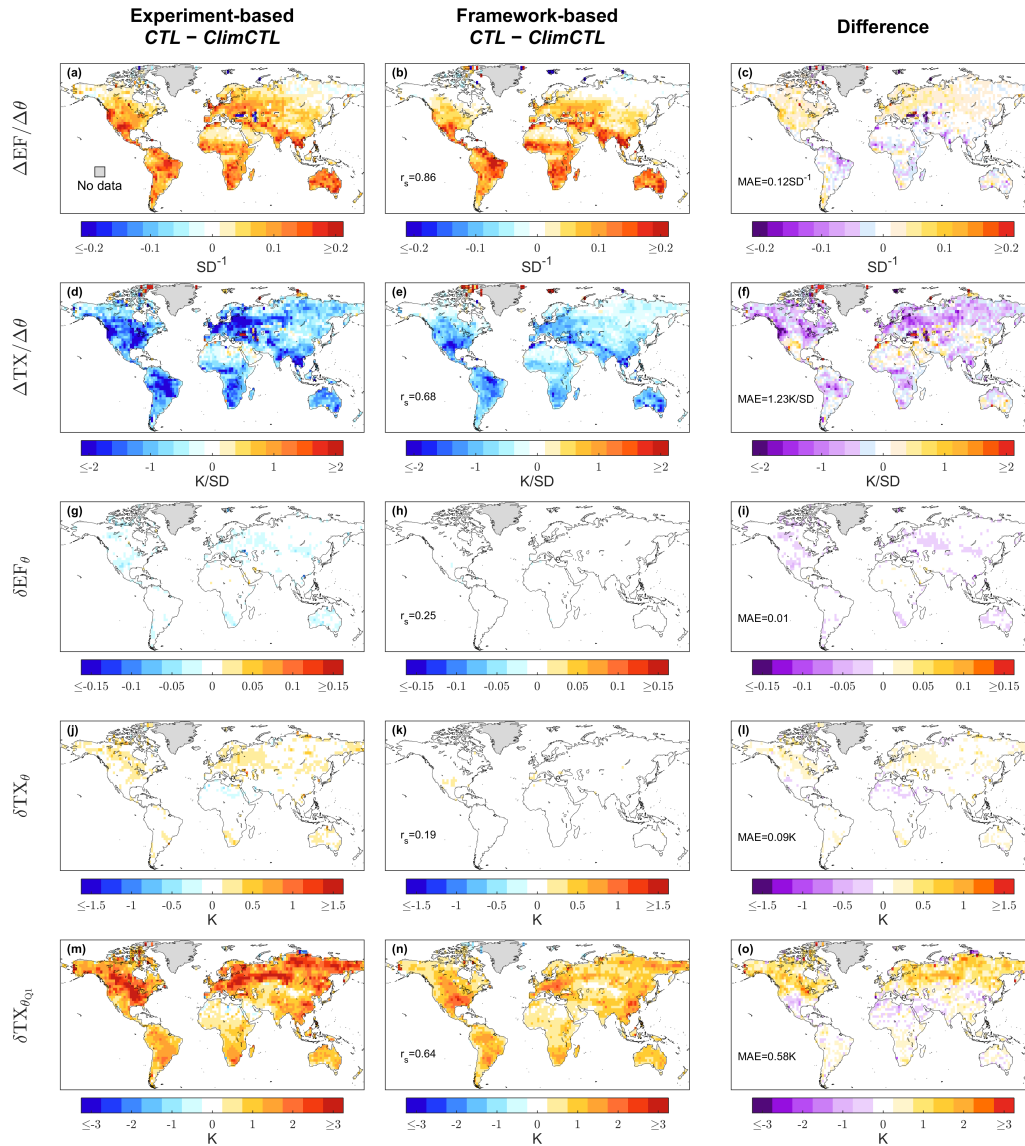 Experiment-based
CTL − ClimCTL
Framework-based
CTL − ClimCTL
Difference
ΔEF/Δθ
(a)
No data
(b)
r_s=0.86
(c)
MAE=0.12SD⁻¹
≤-0.2 -0.1 0 0.1 ≥0.2
SD⁻¹
≤-0.2 -0.1 0 0.1 ≥0.2
SD⁻¹
≤-0.2 -0.1 0 0.1 ≥0.2
SD⁻¹
ΔTX/Δθ
(d)
(e)
r_s=0.68
(f)
MAE=1.23K/SD
≤-2 -1 0 1 ≥2
K/SD
≤-2 -1 0 1 ≥2
K/SD
≤-2 -1 0 1 ≥2
K/SD
δEF_θ
(g)
(h)
r_s=0.25
(i)
MAE=0.01
≤-0.15 -0.1 -0.05 0 0.05 0.1 ≥0.15
≤-0.15 -0.1 -0.05 0 0.05 0.1 ≥0.15
≤-0.15 -0.1 -0.05 0 0.05 0.1 ≥0.15
δTX_θ
(j)
(k)
r_s=0.19
(l)
MAE=0.09K
≤-1.5 -1 -0.5 0 0.5 1 ≥1.5
K
≤-1.5 -1 -0.5 0 0.5 1 ≥1.5
K
≤-1.5 -1 -0.5 0 0.5 1 ≥1.5
K
δTX_θ_Q1
(m)
(n)
r_s=0.64
(o)
MAE=0.58K
≤-3 -2 -1 0 1 2 ≥3
K
≤-3 -2 -1 0 1 2 ≥3
K
≤-3 -2 -1 0 1 2 ≥3
K